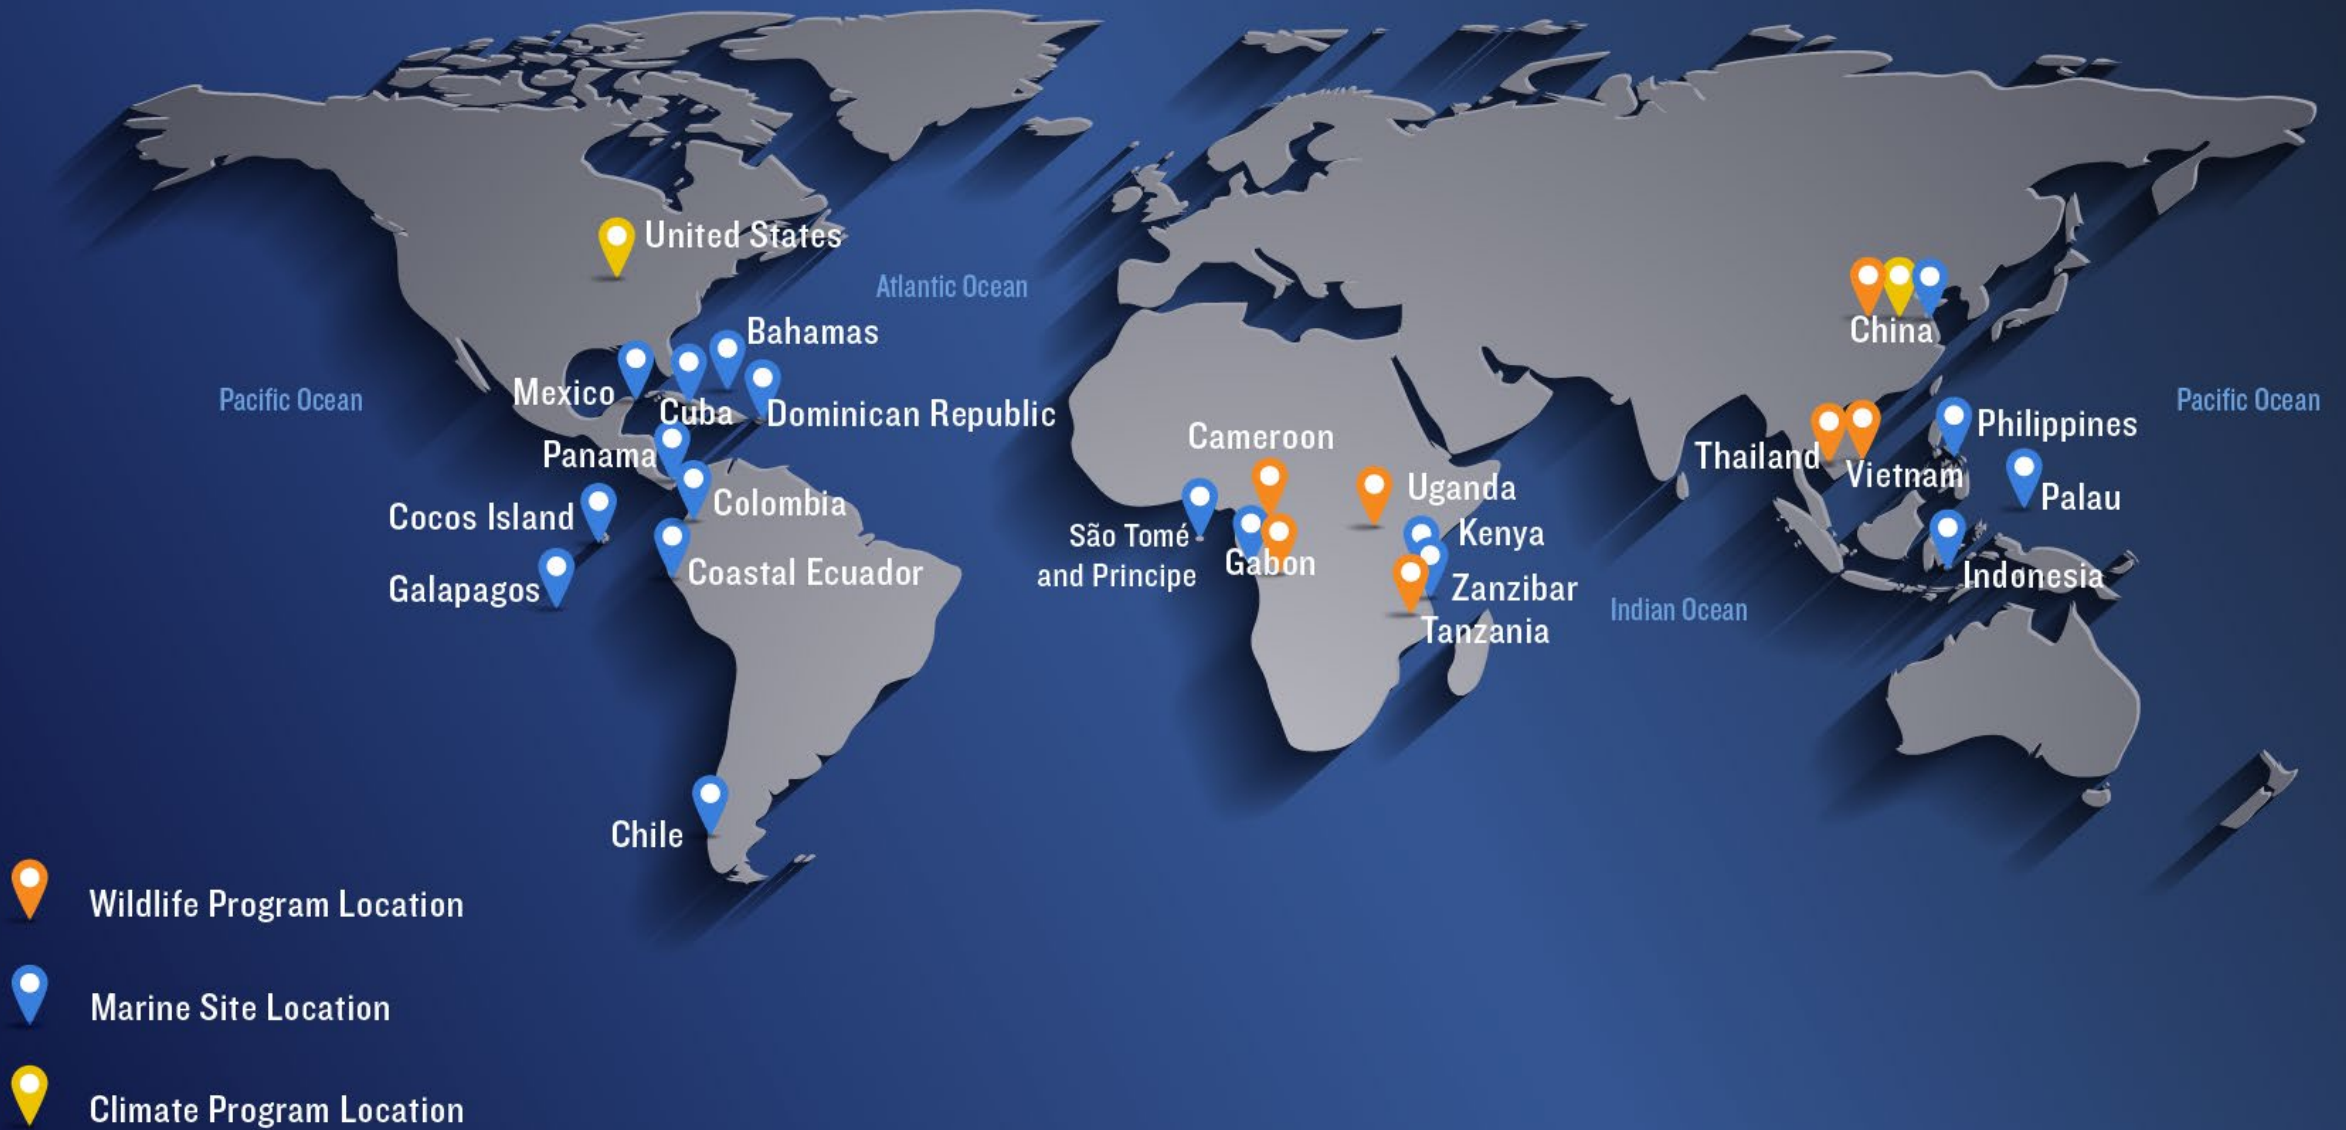 United States
Atlantic Ocean
Bahamas
Mexico
Pacific Ocean
Cuba
Dominican Republic
Panama
Colombia
Cocos Island
Coastal Ecuador
Galapagos
Chile
Cameroon
Uganda
São Tomé
and Principe
Gabon
Kenya
Zanzibar
Tanzania
Indian Ocean
China
Pacific Ocean
Thailand
Vietnam
Philippines
Palau
Indonesia
Wildlife Program Location
Marine Site Location
Climate Program Location